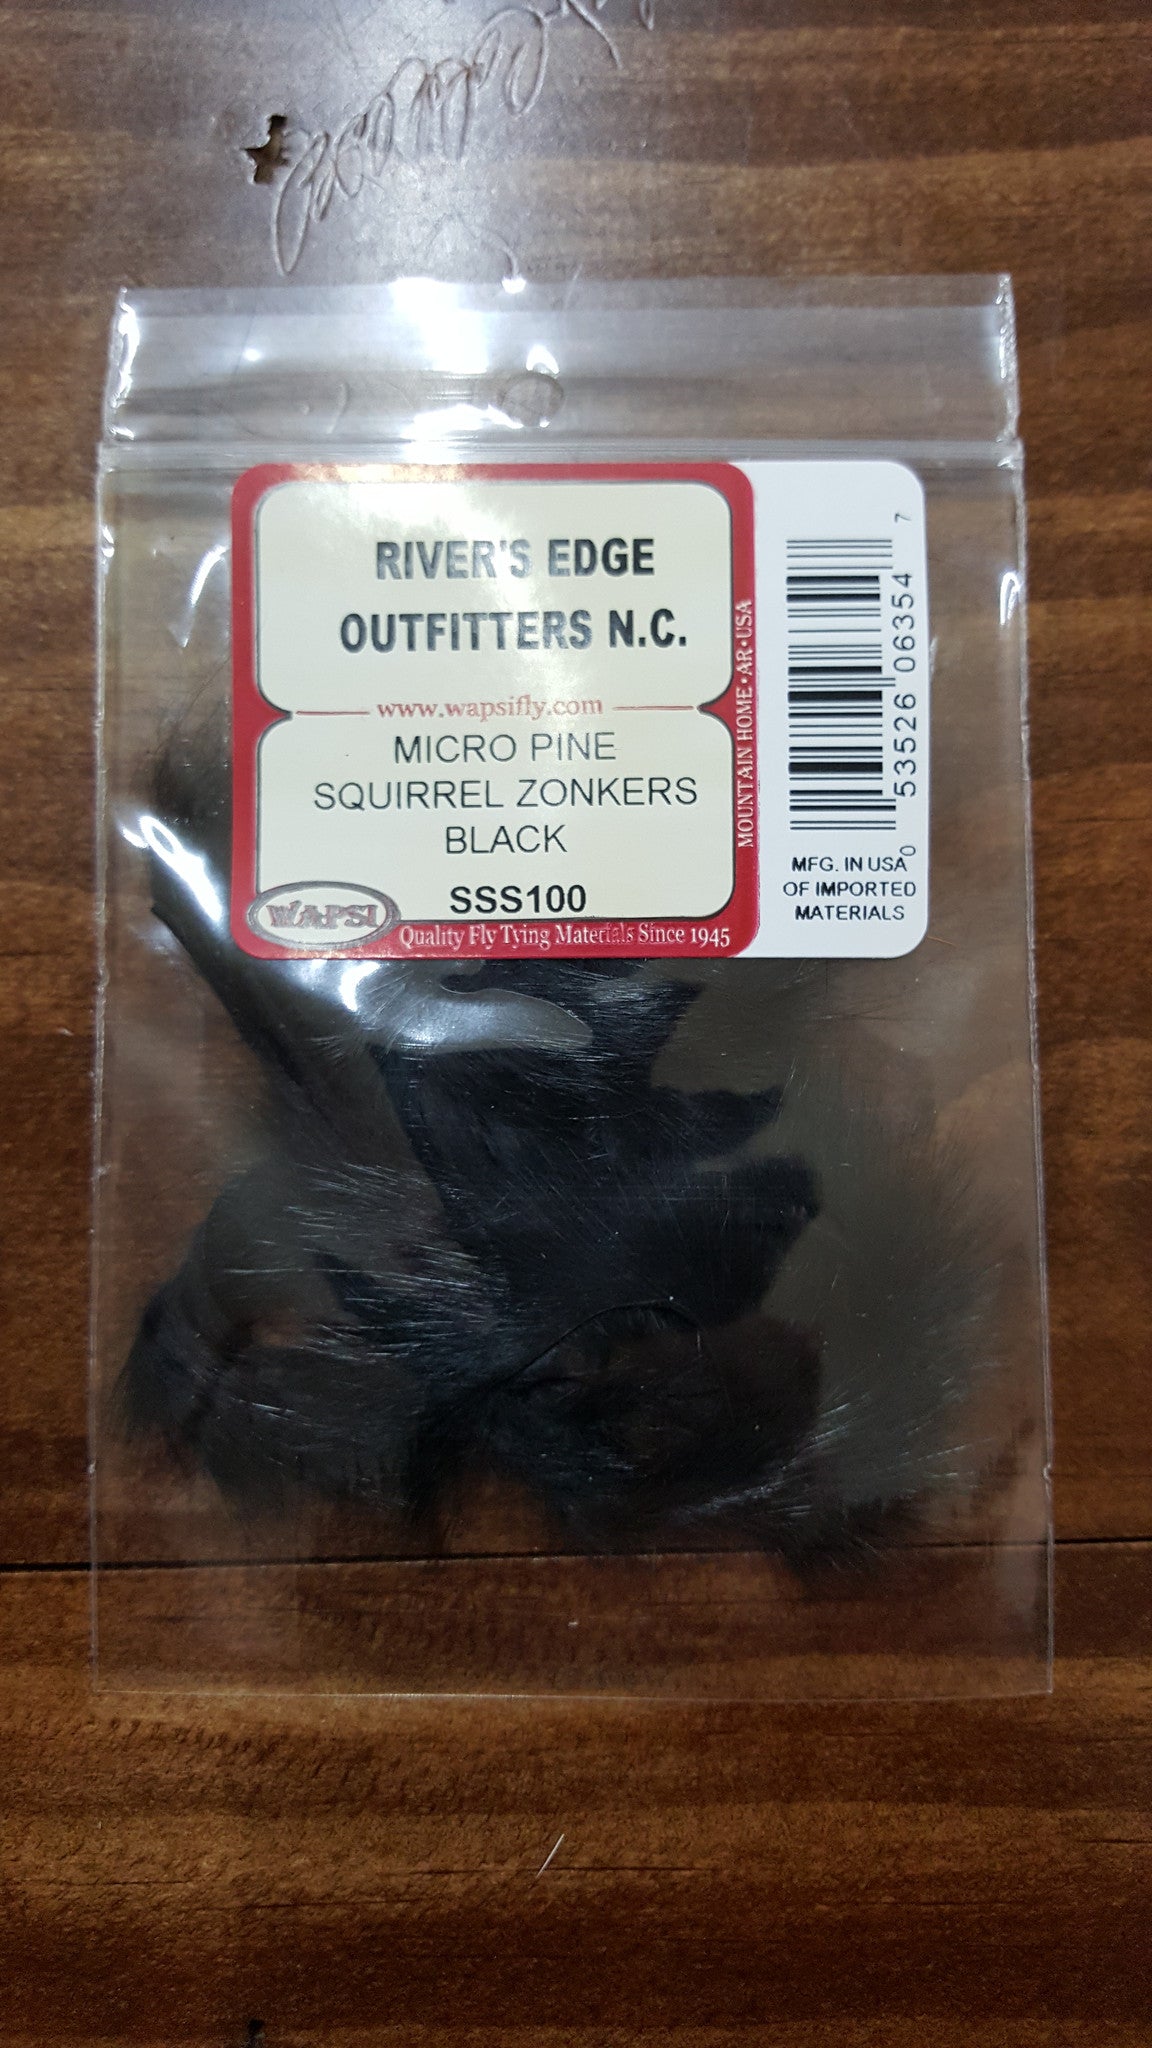 RIVER'S EDGE
OUTFITTERS N.C.
www.wapsifly.com
MICRO PINE
SQUIRREL ZONKERS
BLACK
SSS100
WAPSI
Quality Fly Tying Materials Since 1945
MOUNTAIN HOME • AR • USA
0 53526 06354 7
MFG. IN USA
OF IMPORTED
MATERIALS